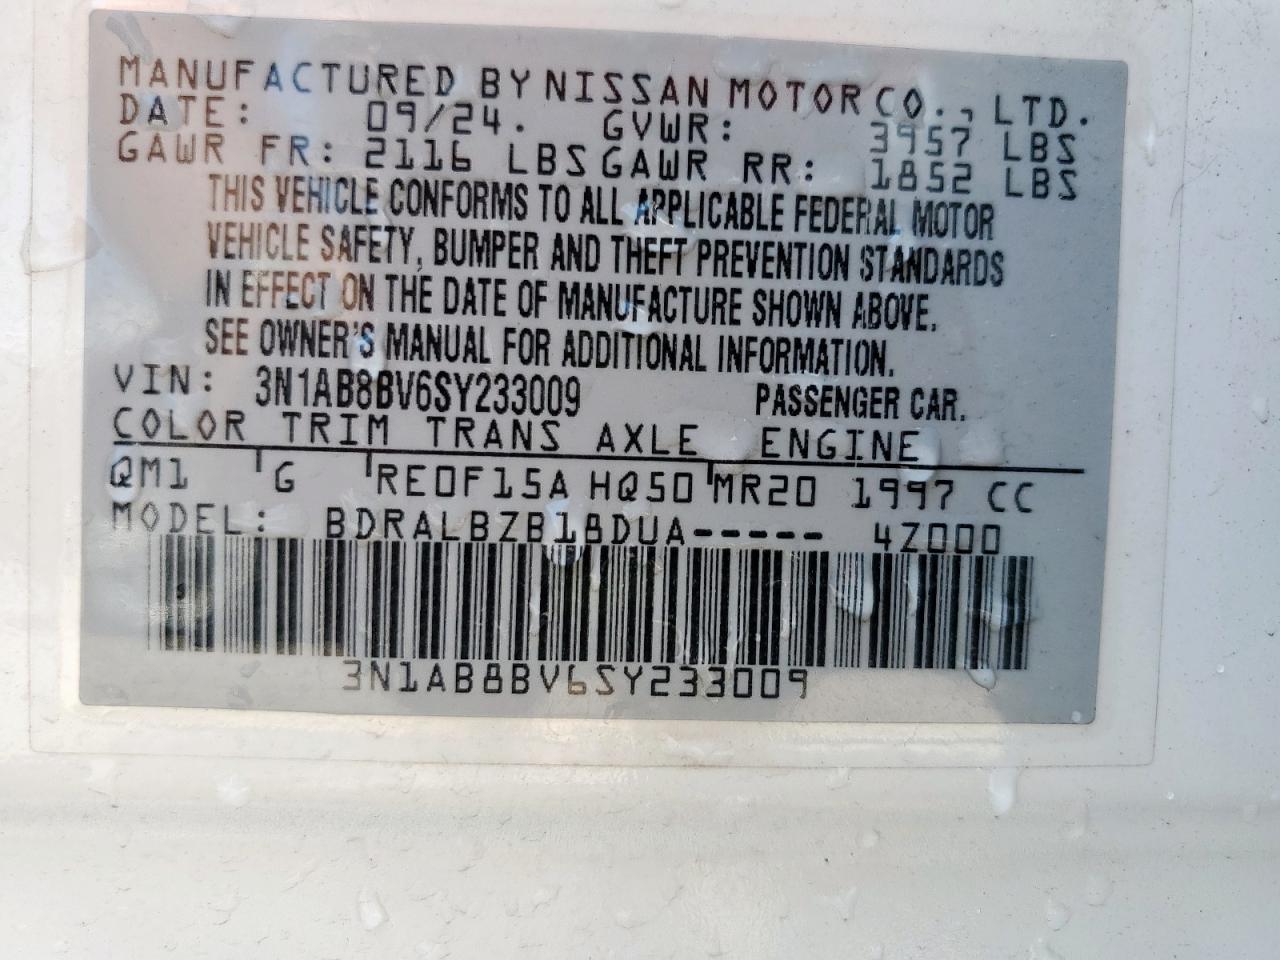 MANUFACTURED BY NISSAN MOTOR CO., LTD.
DATE: 09/24. GVWR: 3957 LBS
GAWR FR: 2116 LBS GAWR RR: 1852 LBS
THIS VEHICLE CONFORMS TO ALL APPLICABLE FEDERAL MOTOR
VEHICLE SAFETY, BUMPER AND THEFT PREVENTION STANDARDS
IN EFFECT ON THE DATE OF MANUFACTURE SHOWN ABOVE.
SEE OWNER'S MANUAL FOR ADDITIONAL INFORMATION.
VIN: 3N1AB8BV6SY233009 PASSENGER CAR.
COLOR TRIM TRANS AXLE ENGINE
QM1 G RE0F15A HQ50 MR20 1997 CC
MODEL: BDRALBZB18DUA----- 4Z000
3N1AB8BV6SY233009